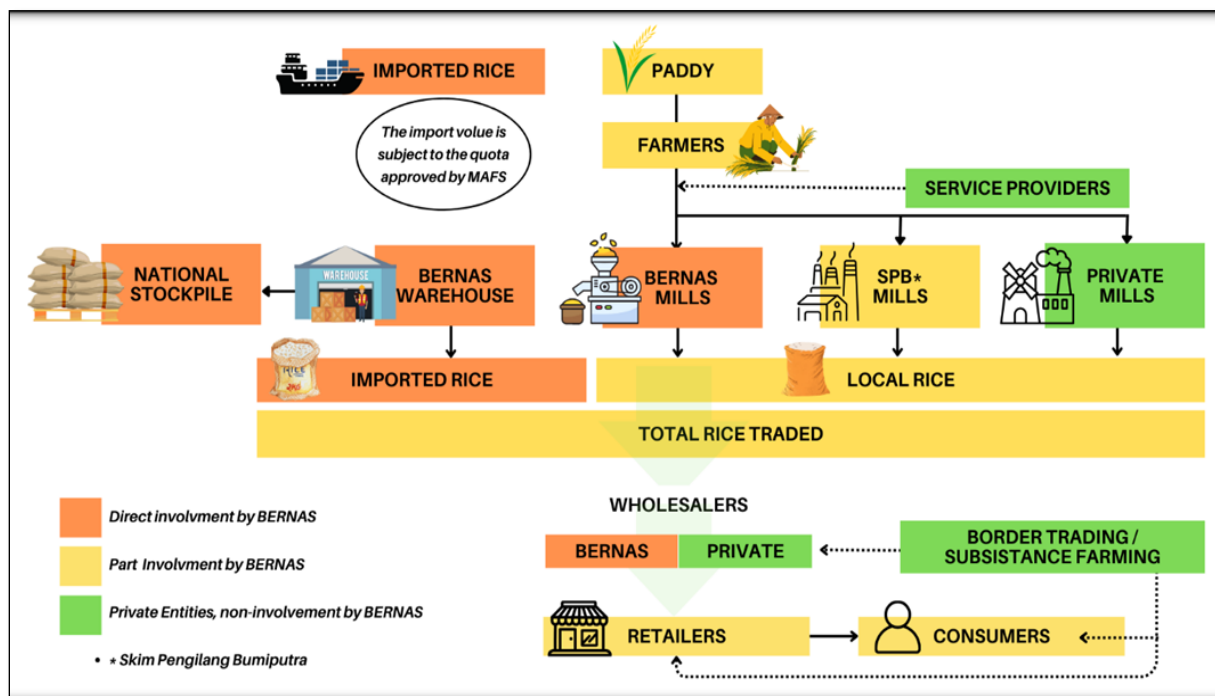 IMPORTED RICE
PADDY
The import volue is
subject to the quota
approved by MAFS
FARMERS
SERVICE PROVIDERS
NATIONAL
STOCKPILE
WAREHOUSE
BERNAS
WAREHOUSE
BERNAS
MILLS
SPB*
MILLS
PRIVATE
MILLS
RICE
IMPORTED RICE
LOCAL RICE
TOTAL RICE TRADED
Direct involvment by BERNAS
Part Involvment by BERNAS
Private Entities, non-involvement by BERNAS
• * Skim Pengilang Bumiputra
WHOLESALERS
BERNAS
PRIVATE
BORDER TRADING /
SUBSISTANCE FARMING
RETAILERS
CONSUMERS